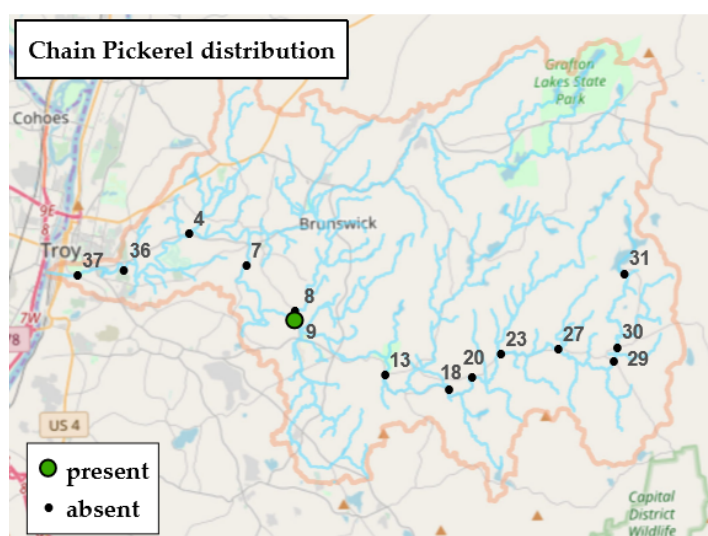 Chain Pickerel distribution
Grafton
Lakes State
Park
Cohoes
9E
8
4
Brunswick
Troy
36
7
37
31
8
7W
9
78
30
23
27
13
20
29
18
US 4
present
absent
Capital
District
Wildlife